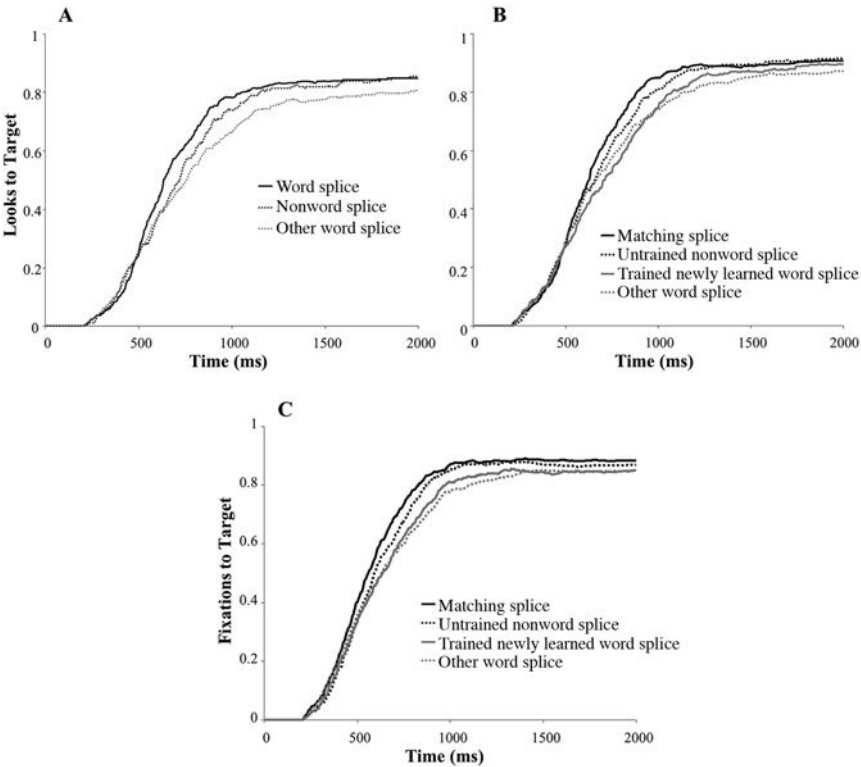 A
1
0.8
0.6
0.4
0.2
0
Looks to Target
Word splice
Nonword splice
Other word splice
0 500 1000 1500 2000
Time (ms)
B
1
0.8
0.6
0.4
0.2
0
Matching splice
Untrained nonword splice
Trained newly learned word splice
Other word splice
0 500 1000 1500 2000
Time (ms)
C
1
0.8
0.6
0.4
0.2
0
Fixations to Target
Matching splice
Untrained nonword splice
Trained newly learned word splice
Other word splice
0 500 1000 1500 2000
Time (ms)